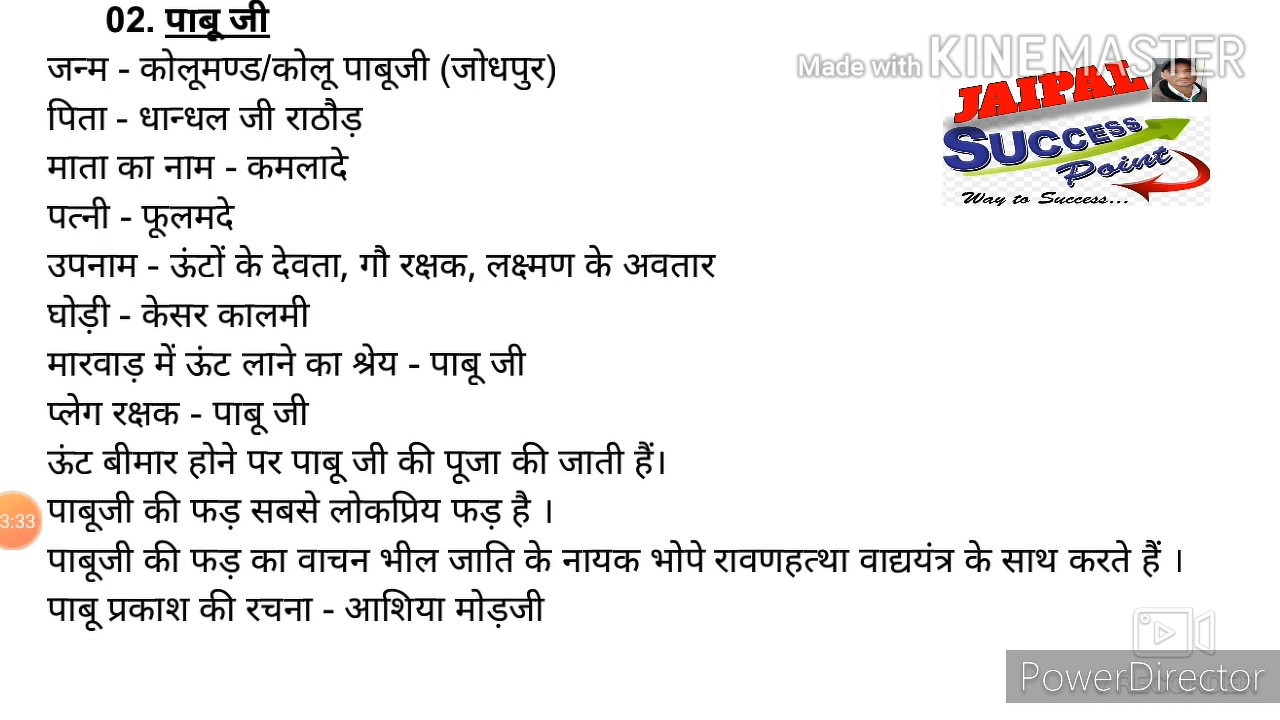 02. पाबू जी
जन्म - कोलूमण्ड/कोलू पाबूजी (जोधपुर)
पिता - धान्धल जी राठौड़
माता का नाम - कमलादे
पत्नी - फूलमदे
उपनाम - ऊंटों के देवता, गौ रक्षक, लक्ष्मण के अवतार
घोड़ी - केसर कालमी
मारवाड़ में ऊंट लाने का श्रेय - पाबू जी
प्लेग रक्षक - पाबू जी
ऊंट बीमार होने पर पाबू जी की पूजा की जाती हैं।
पाबूजी की फड़ सबसे लोकप्रिय फड़ है ।
पाबूजी की फड़ का वाचन भील जाति के नायक भोपे रावणहत्था वाद्ययंत्र के साथ करते हैं ।
पाबू प्रकाश की रचना - आशिया मोड़जी
Made with KINEMASTER
JAIPAL
SUCCESS
Point
Way to Success...
3:33
PowerDirector